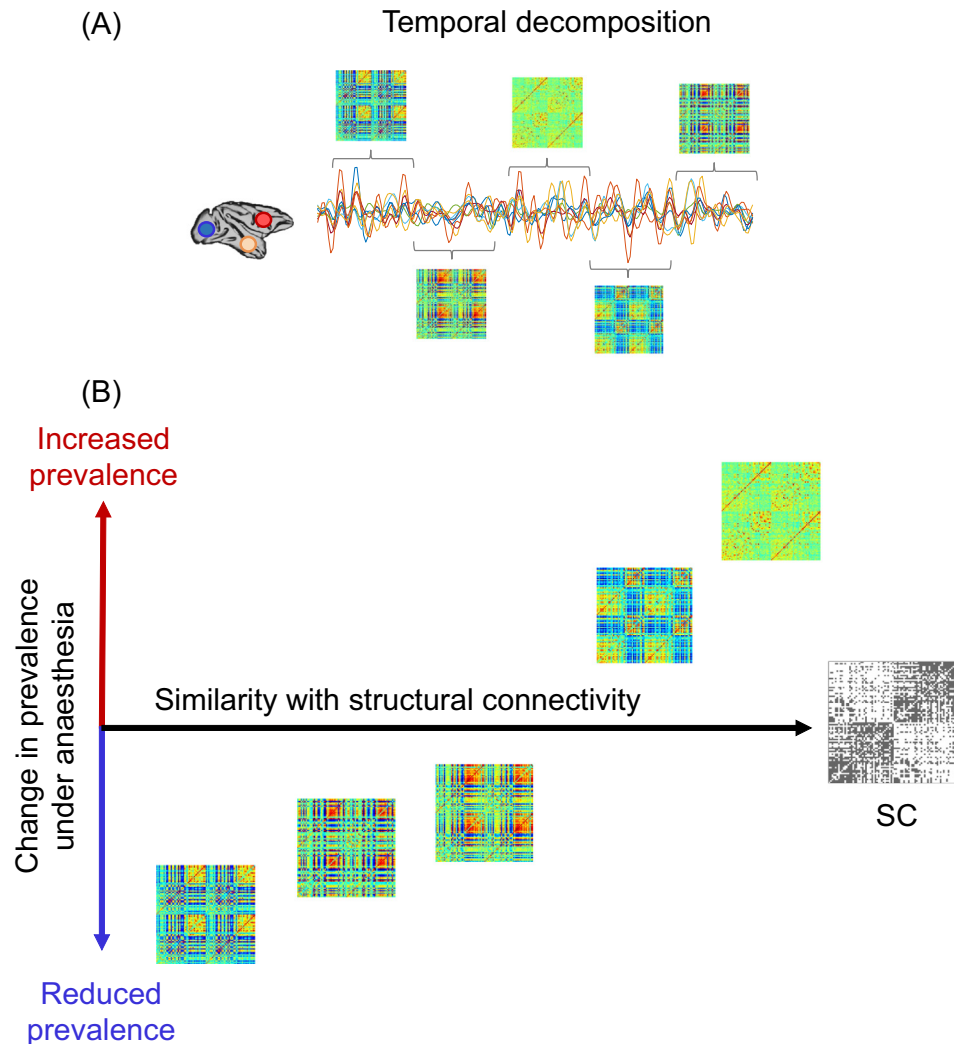 (A)
Temporal decomposition
(B)
Increased
prevalence
Change in prevalence
under anaesthesia
Similarity with structural connectivity
SC
Reduced
prevalence